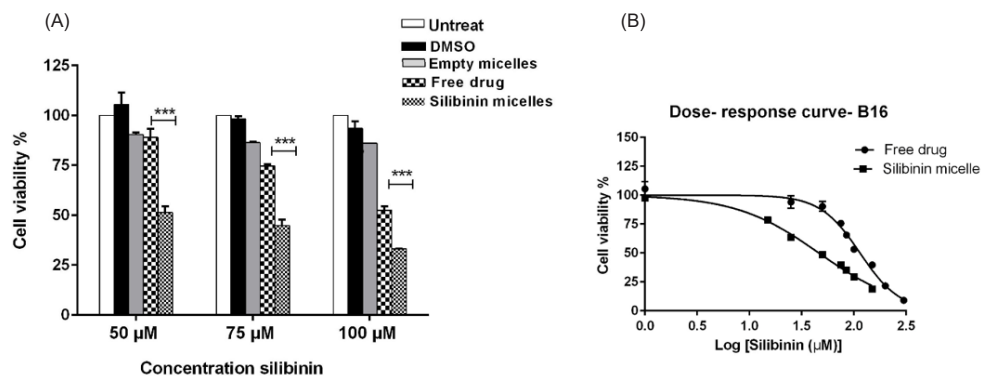 (A)
Untreat
DMSO
Empty micelles
Free drug
Silibinin micelles
125
100
75
50
25
0
Cell viability %
***
***
***
50 µM
75 µM
100 µM
Concentration silibinin
(B)
Dose- response curve- B16
Free drug
Silibinin micelle
150
125
100
75
50
25
0
Cell viability %
0.0
0.5
1.0
1.5
2.0
2.5
Log [Silibinin (µM)]